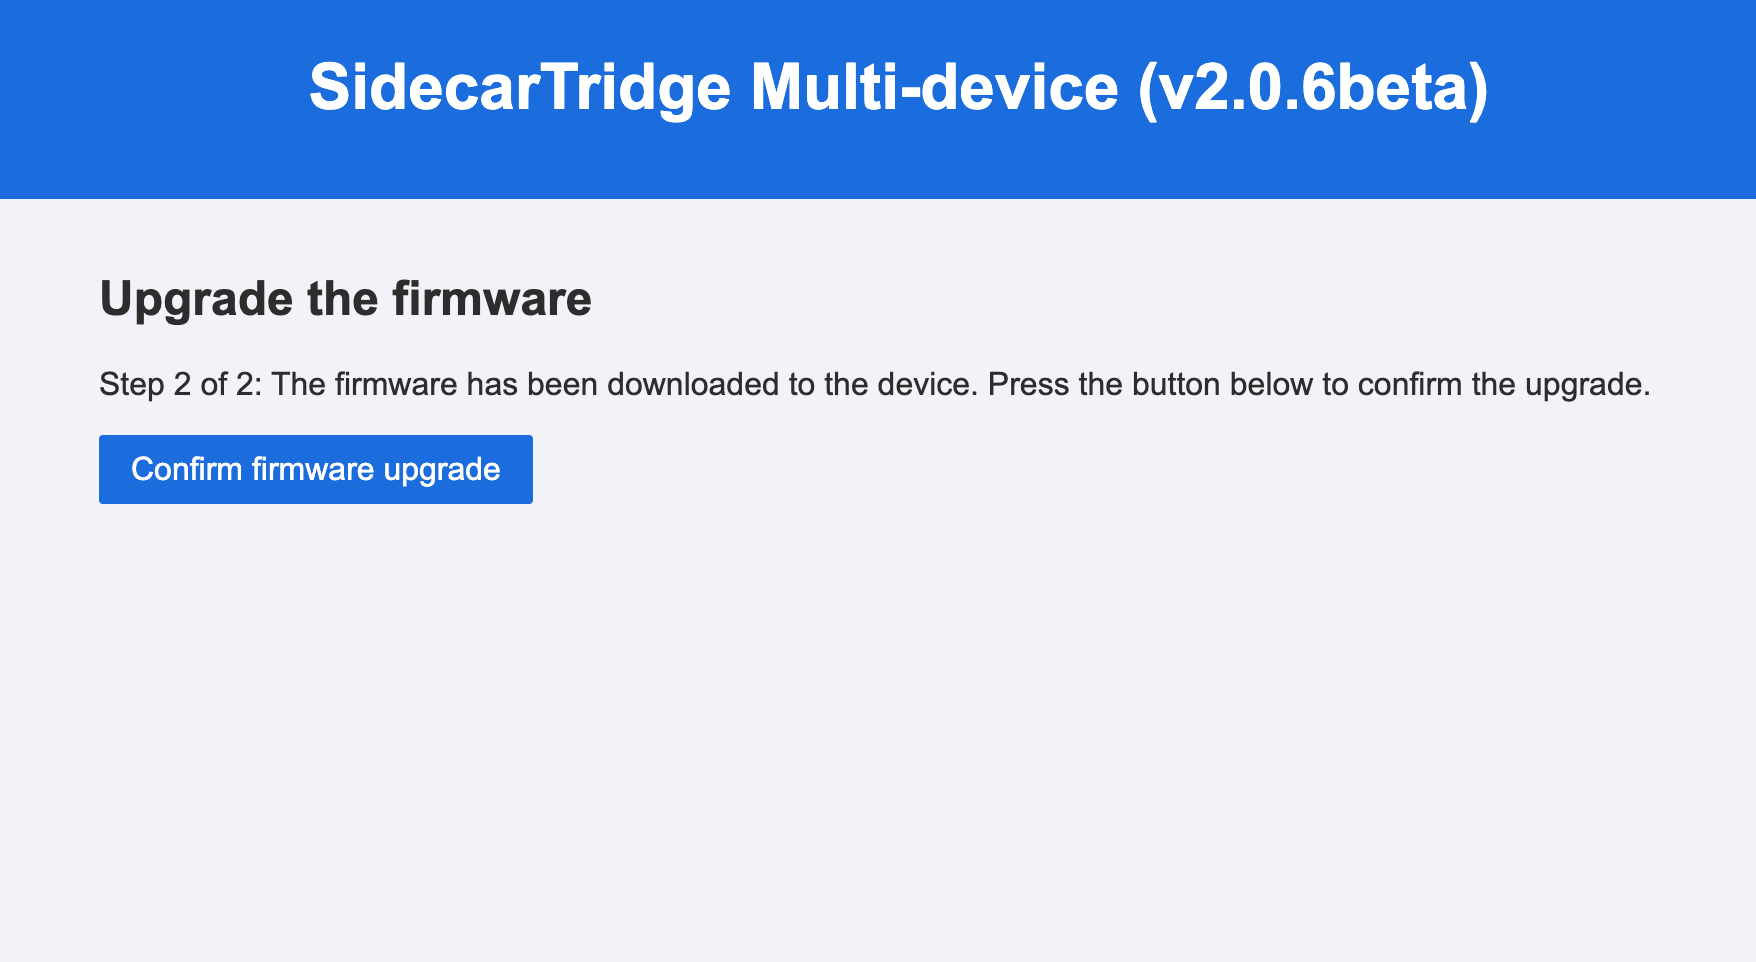 SidecarTridge Multi-device (v2.0.6beta)
Upgrade the firmware
Step 2 of 2: The firmware has been downloaded to the device. Press the button below to confirm the upgrade.
Confirm firmware upgrade